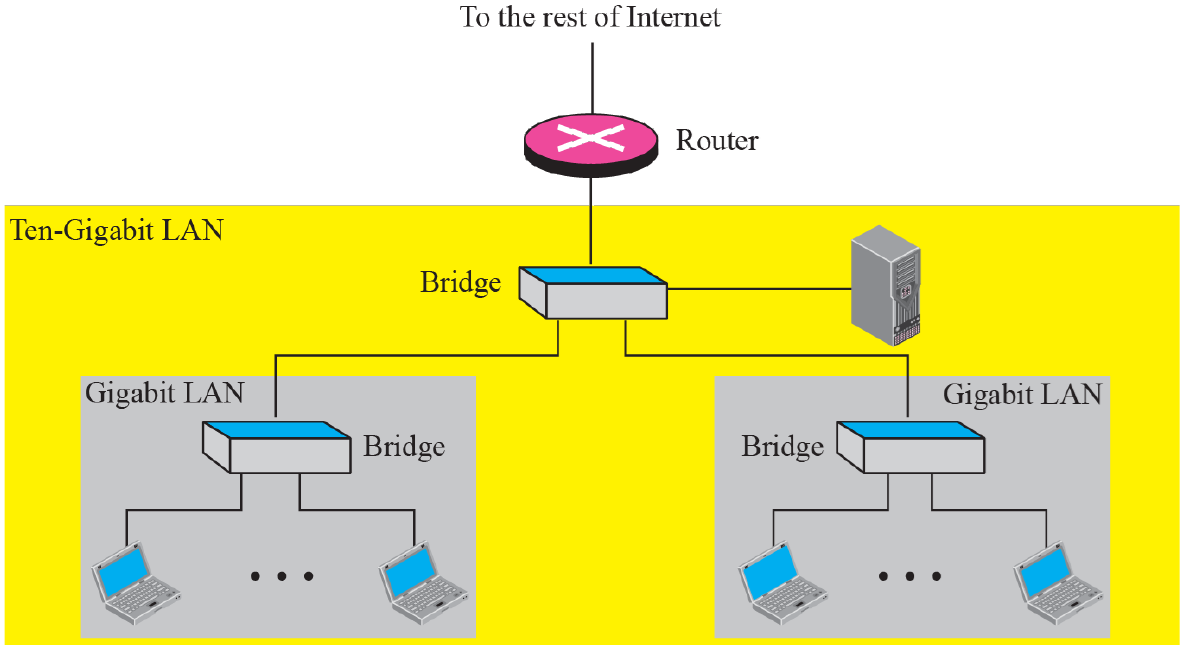 To the rest of Internet
Router
Ten-Gigabit LAN
Bridge
Gigabit LAN
Bridge
Gigabit LAN
Bridge